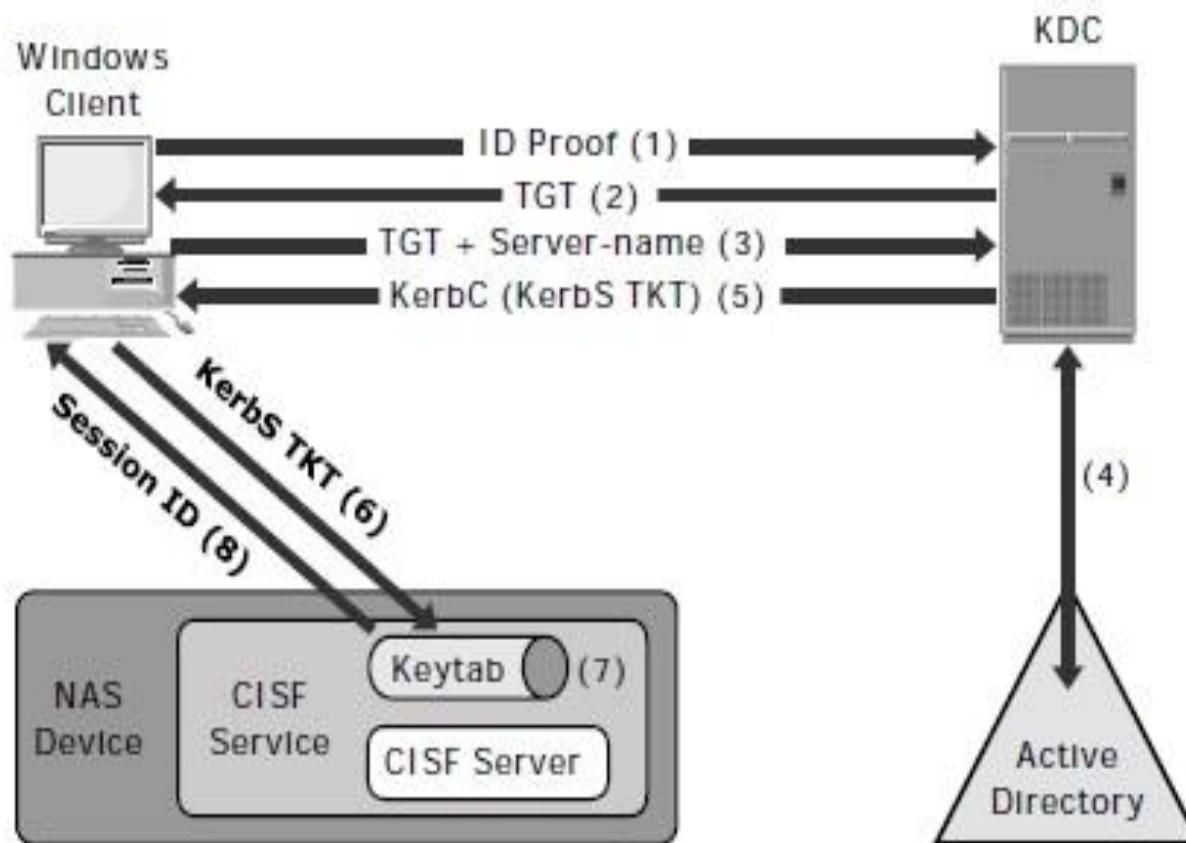 KDC
Windows
Client
ID Proof (1)
TGT (2)
TGT + Server-name (3)
KerbC (KerbS TKT) (5)
KerbS TKT (6)
Session ID (8)
(4)
NAS
Device
CISF
Service
Keytab
(7)
CISF Server
Active
Directory